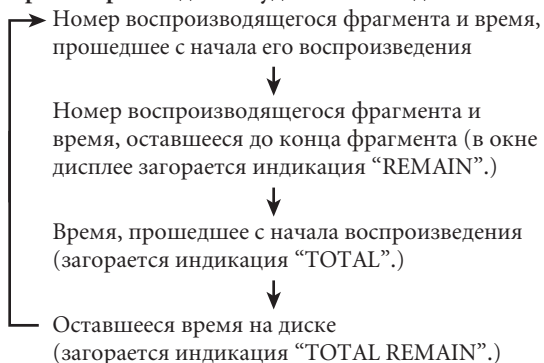 Номер воспроизводящегося фрагмента и время,
прошедшее с начала его воспроизведения
Номер воспроизводящегося фрагмента и
время, оставшееся до конца фрагмента (в окне
дисплее загорается индикация “REMAIN”.)
Время, прошедшее с начала воспроизведения
(загорается индикация “TOTAL”.)
Оставшееся время на диске
(загорается индикация “TOTAL REMAIN”.)